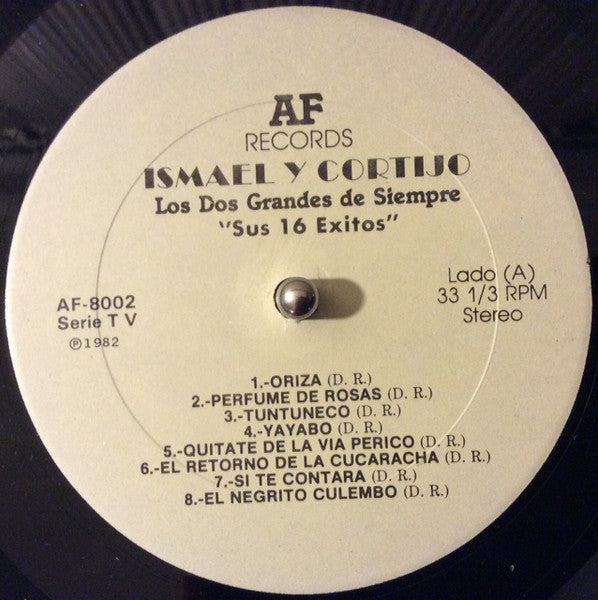 AF
RECORDS
ISMAEL Y CORTIJO
Los Dos Grandes de Siempre
"Sus 16 Exitos"
AF-8002
Serie T V
℗1982
Lado (A)
33 1/3 RPM
Stereo
1.-ORIZA (D. R.)
2.-PERFUME DE ROSAS (D. R.)
3.-TUNTUNECO (D. R.)
4.-YAYABO (D. R.)
5.-QUITATE DE LA VIA PERICO (D. R.)
6.-EL RETORNO DE LA CUCARACHA (D. R.)
7.-SI TE CONTARA (D. R.)
8.-EL NEGRITO CULEMBO (D. R.)